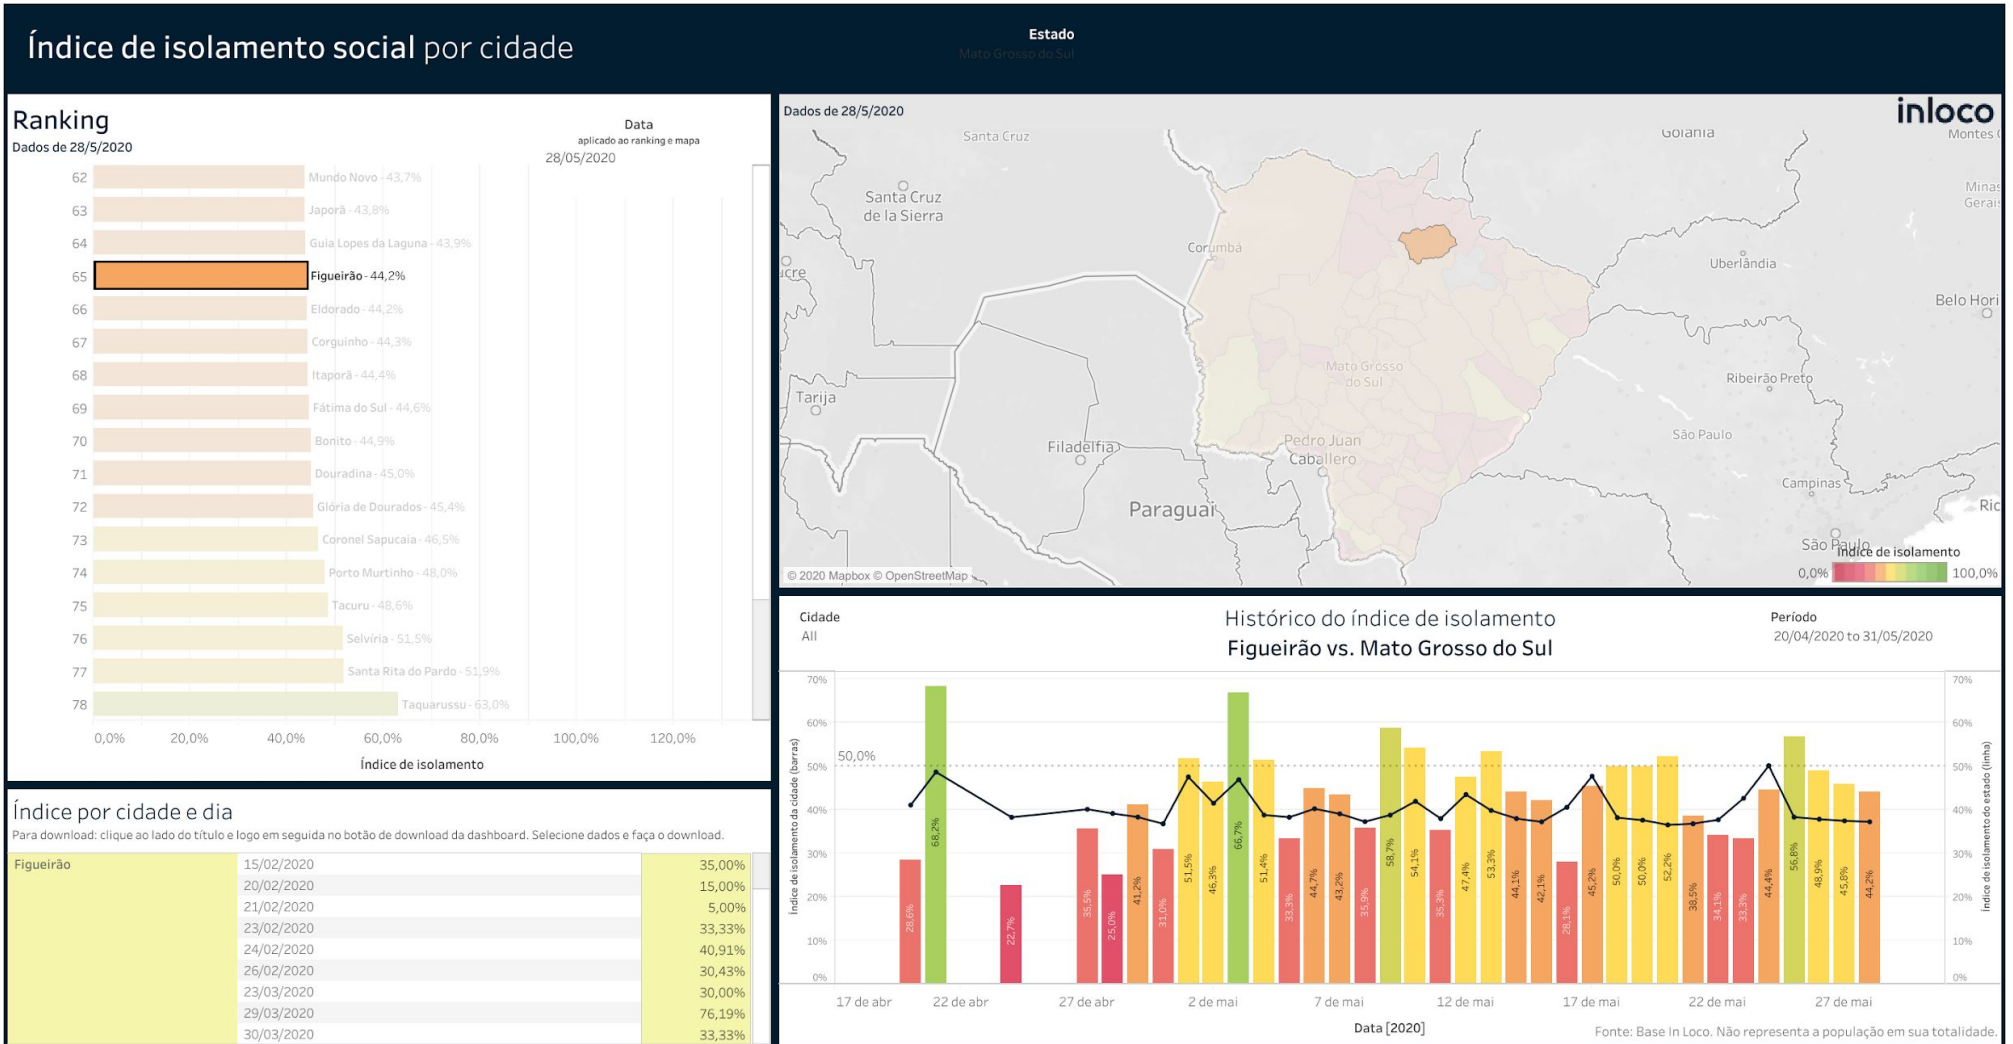 Índice de isolamento social por cidade
Estado
Mato Grosso do Sul
Ranking
Dados de 28/5/2020
Data
aplicado ao ranking e mapa
28/05/2020
62 Mundo Novo - 43,7%
63 Japorã - 43,8%
64 Guia Lopes da Laguna - 43,9%
65 Figueirão - 44,2%
66 Eldorado - 44,2%
67 Corguinho - 44,3%
68 Itaporã - 44,4%
69 Fátima do Sul - 44,6%
70 Bonito - 44,9%
71 Douradina - 45,0%
72 Glória de Dourados - 45,4%
73 Coronel Sapucaia - 46,5%
74 Porto Murtinho - 48,0%
75 Tacuru - 48,6%
76 Selvíria - 51,5%
77 Santa Rita do Pardo - 51,9%
78 Taquarussu - 63,0%
0,0% 20,0% 40,0% 60,0% 80,0% 100,0% 120,0%
Índice de isolamento
Índice por cidade e dia
Para download: clique ao lado do título e logo em seguida no botão de download da dashboard. Selecione dados e faça o download.
Figueirão 15/02/2020 35,00%
20/02/2020 15,00%
21/02/2020 5,00%
23/02/2020 33,33%
24/02/2020 40,91%
26/02/2020 30,43%
23/03/2020 30,00%
29/03/2020 76,19%
30/03/2020 33,33%
Dados de 28/5/2020
inloco
Santa Cruz
Goiânia
Montes
Santa Cruz
de la Sierra
Minas
Gerais
Corumbá
ucre
Uberlândia
Belo Hori
Mato Grosso
do Sul
Ribeirão Preto
Tarija
São Paulo
Filadelfia
Pedro Juan
Caballero
Campinas
Paraguai
Ric
São Paulo
Índice de isolamento
0,0% 100,0%
© 2020 Mapbox © OpenStreetMap
Cidade
All
Histórico do índice de isolamento
Figueirão vs. Mato Grosso do Sul
Período
20/04/2020 to 31/05/2020
Índice de isolamento da cidade (barras)
70%
60%
50%
40%
30%
20%
10%
0%
50,0%
28,6%
68,2%
22,7%
35,5%
25,0%
41,2%
31,0%
51,5%
46,3%
66,7%
51,4%
33,3%
44,7%
43,2%
35,9%
58,7%
54,1%
35,3%
47,4%
53,3%
44,1%
42,1%
28,1%
45,2%
50,0%
50,0%
52,2%
38,5%
34,1%
33,3%
44,4%
56,8%
48,9%
45,8%
44,2%
70%
60%
50%
40%
30%
20%
10%
0%
Índice de isolamento do estado (linha)
17 de abr 22 de abr 27 de abr 2 de mai 7 de mai 12 de mai 17 de mai 22 de mai 27 de mai
Data [2020]
Fonte: Base In Loco. Não representa a população em sua totalidade.